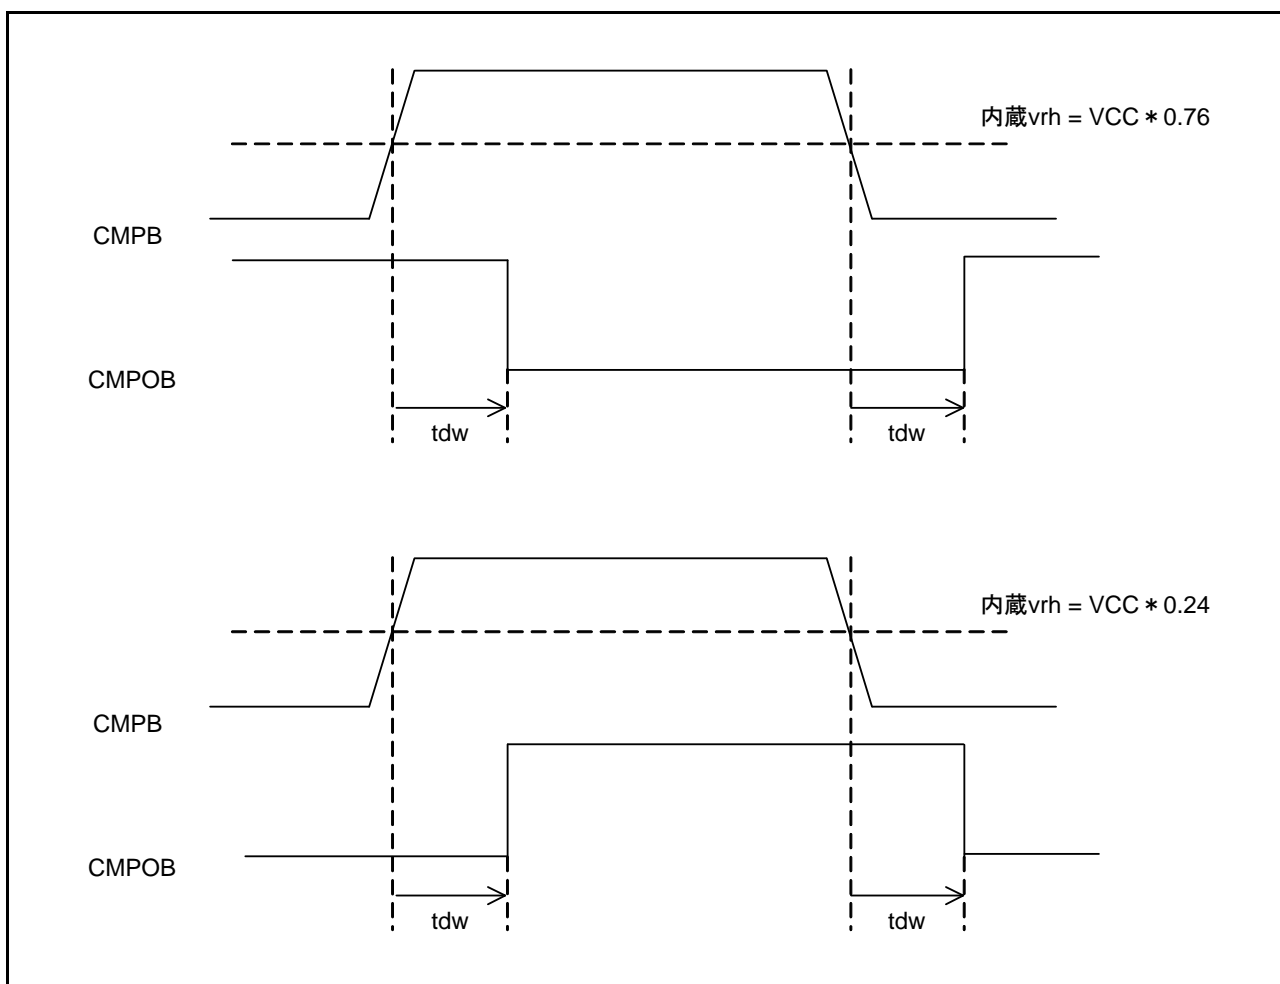 内蔵vrh = VCC * 0.76
CMPB
CMPOB
tdw
tdw
内蔵vrh = VCC * 0.24
CMPB
CMPOB
tdw
tdw